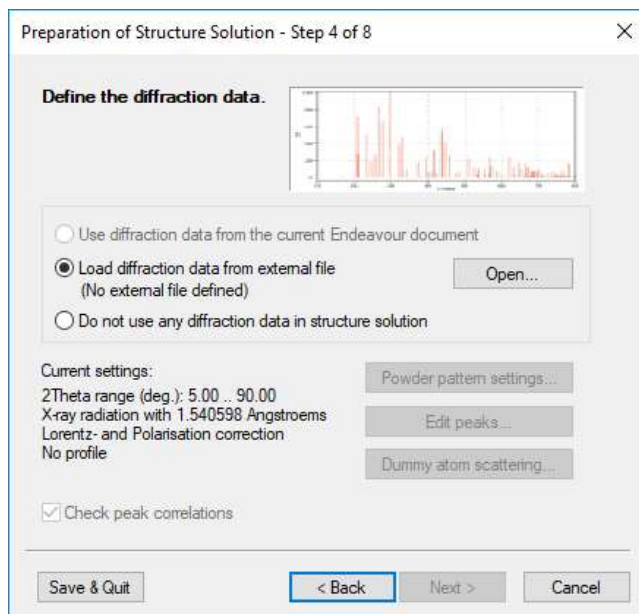 Preparation of Structure Solution - Step 4 of 8
Define the diffraction data.
Use diffraction data from the current Endeavour document
Load diffraction data from external file
(No external file defined)
Open...
Do not use any diffraction data in structure solution
Current settings:
2Theta range (deg.): 5.00 .. 90.00
X-ray radiation with 1.540598 Angstroems
Lorentz- and Polarisation correction
No profile
Powder pattern settings...
Edit peaks...
Dummy atom scattering...
Check peak correlations
Save & Quit
< Back
Next >
Cancel